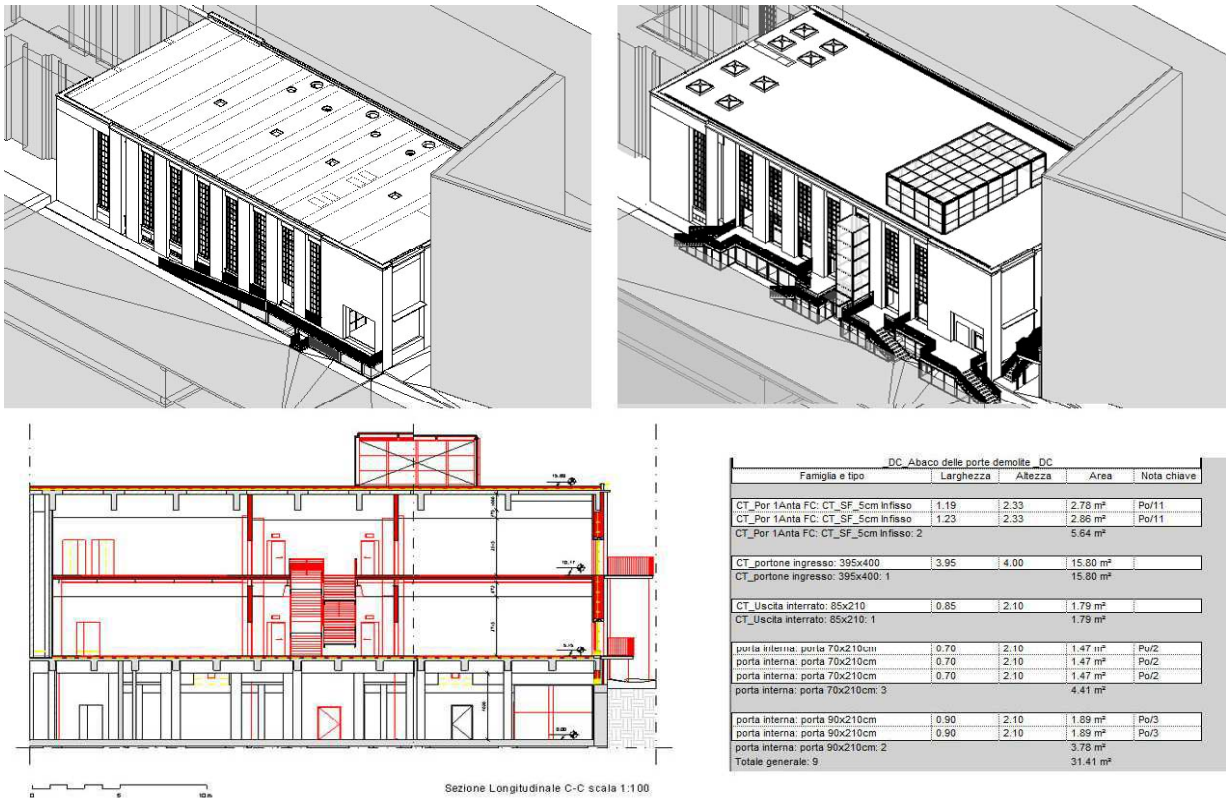 _DC_Abaco delle porte demolite _DC
Famiglia e tipo Larghezza Altezza Area Nota chiave
CT_Por 1Anta FC: CT_SF_5cm Infisso 1.19 2.33 2.78 m² Po/11
CT_Por 1Anta FC: CT_SF_5cm Infisso 1.23 2.33 2.86 m² Po/11
CT_Por 1Anta FC: CT_SF_5cm Infisso: 2 5.64 m²
CT_portone ingresso: 395x400 3.95 4.00 15.80 m²
CT_portone ingresso: 395x400: 1 15.80 m²
CT_Uscita interrato: 85x210 0.85 2.10 1.79 m²
CT_Uscita interrato: 85x210: 1 1.79 m²
porta interna: porta 70x210cm 0.70 2.10 1.47 m² Po/2
porta interna: porta 70x210cm 0.70 2.10 1.47 m² Po/2
porta interna: porta 70x210cm 0.70 2.10 1.47 m² Po/2
porta interna: porta 70x210cm: 3 4.41 m²
porta interna: porta 90x210cm 0.90 2.10 1.89 m² Po/3
porta interna: porta 90x210cm 0.90 2.10 1.89 m² Po/3
porta interna: porta 90x210cm: 2 3.78 m²
Totale generale: 9 31.41 m²
0 5 10m
Sezione Longitudinale C-C scala 1:100